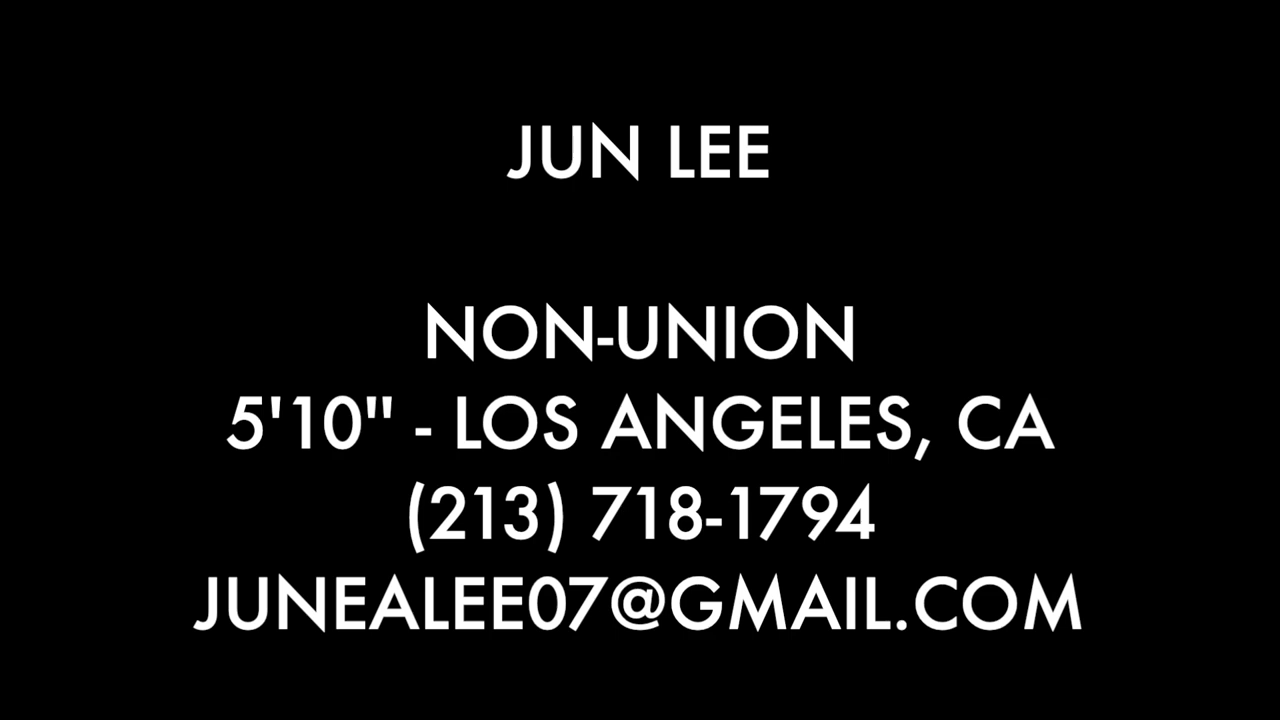 JUN LEE
NON-UNION
5'10" - LOS ANGELES, CA
(213) 718-1794
JUNEALEE07@GMAIL.COM